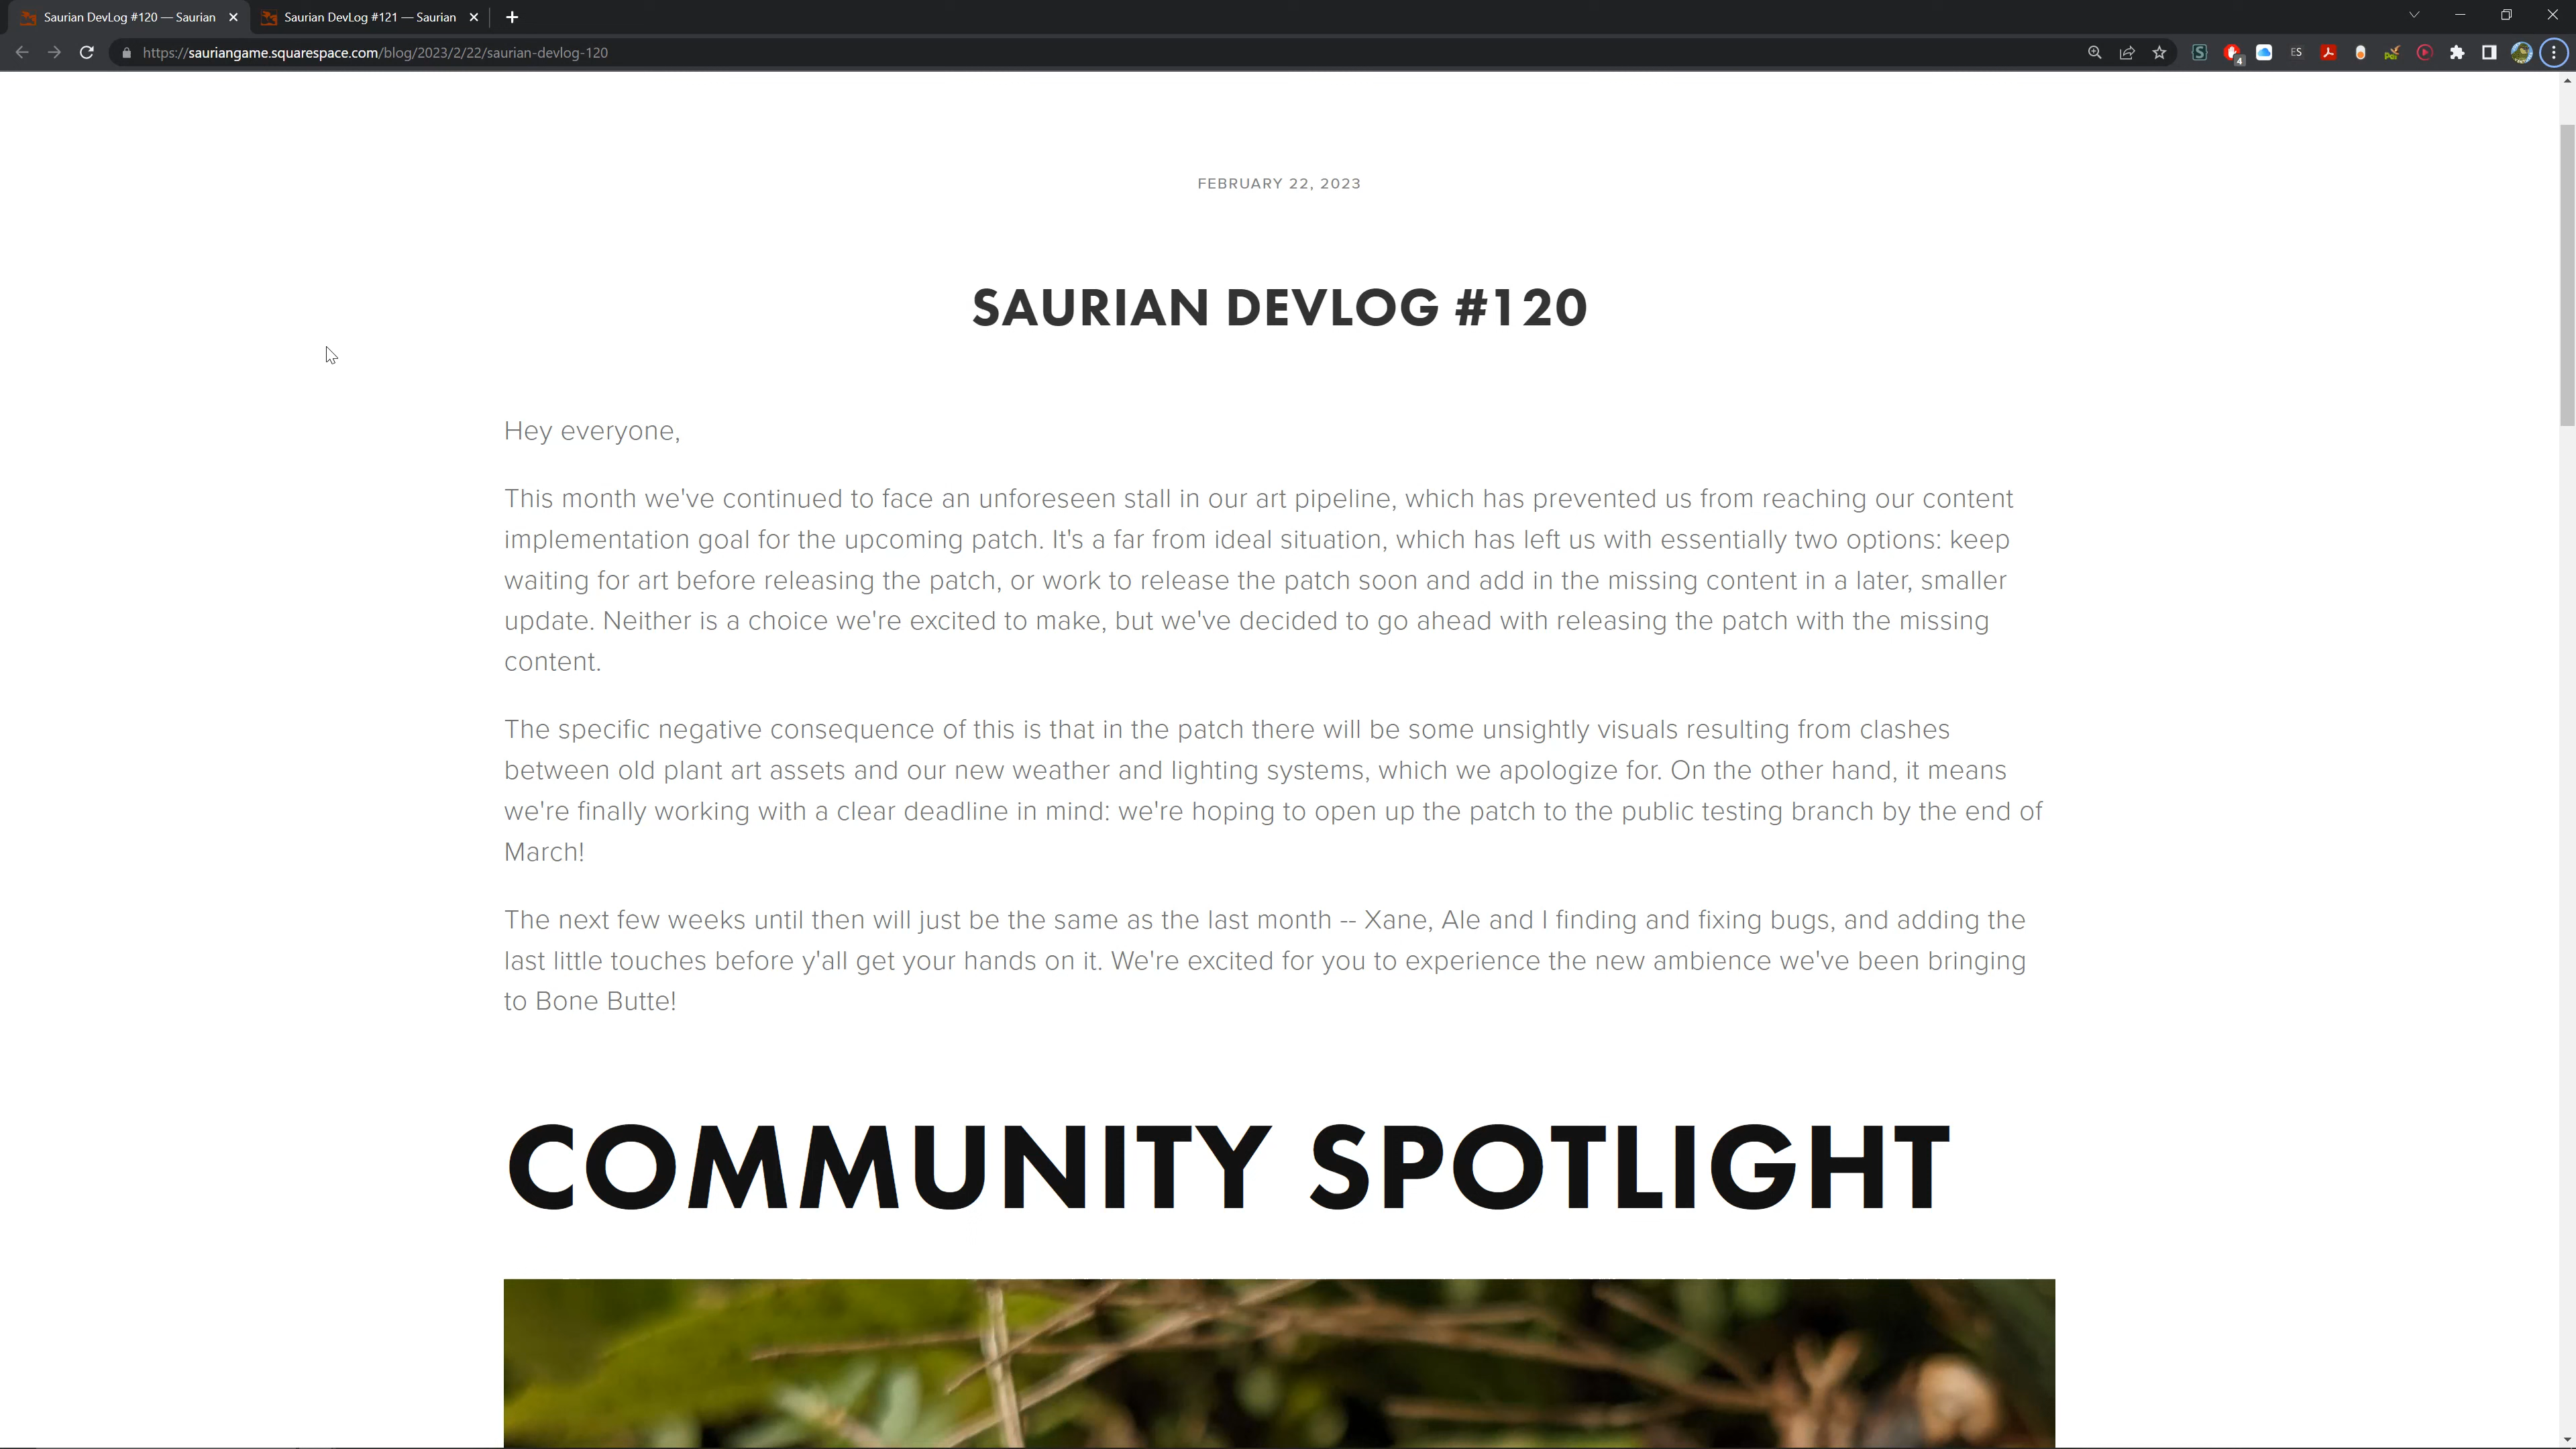 Saurian DevLog #120 — Saurian
Saurian DevLog #121 — Saurian
https://sauriangame.squarespace.com/blog/2023/2/22/saurian-devlog-120
4
ES
FEBRUARY 22, 2023
SAURIAN DEVLOG #120
Hey everyone,
This month we've continued to face an unforeseen stall in our art pipeline, which has prevented us from reaching our content
implementation goal for the upcoming patch. It's a far from ideal situation, which has left us with essentially two options: keep
waiting for art before releasing the patch, or work to release the patch soon and add in the missing content in a later, smaller
update. Neither is a choice we're excited to make, but we've decided to go ahead with releasing the patch with the missing
content.
The specific negative consequence of this is that in the patch there will be some unsightly visuals resulting from clashes
between old plant art assets and our new weather and lighting systems, which we apologize for. On the other hand, it means
we're finally working with a clear deadline in mind: we're hoping to open up the patch to the public testing branch by the end of
March!
The next few weeks until then will just be the same as the last month -- Xane, Ale and I finding and fixing bugs, and adding the
last little touches before y'all get your hands on it. We're excited for you to experience the new ambience we've been bringing
to Bone Butte!
COMMUNITY SPOTLIGHT